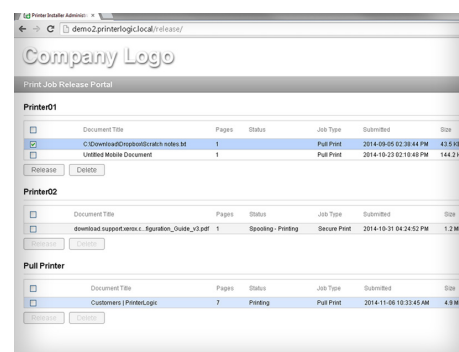 Printer Installer Administr ×
demo2.printerlogic.local/release/
Company Logo
Print Job Release Portal
Printer01
Document Title Pages Status Job Type Submitted Size
C:\Download\Dropbox\Scratch notes.txt 1 Pull Print 2014-09-05 02:38:44 PM 43.5 KB
Untitled Mobile Document 1 Pull Print 2014-10-23 02:10:48 PM 144.2 K
Release Delete
Printer02
Document Title Pages Status Job Type Submitted Size
download.support.xerox.r...figuration_Guide_v3.pdf 1 Spooling - Printing Secure Print 2014-10-31 04:24:52 PM 1.2 M
Release Delete
Pull Printer
Document Title Pages Status Job Type Submitted Size
Customers | PrinterLogic 7 Printing Pull Print 2014-11-06 10:33:45 AM 4.9 M
Release Delete